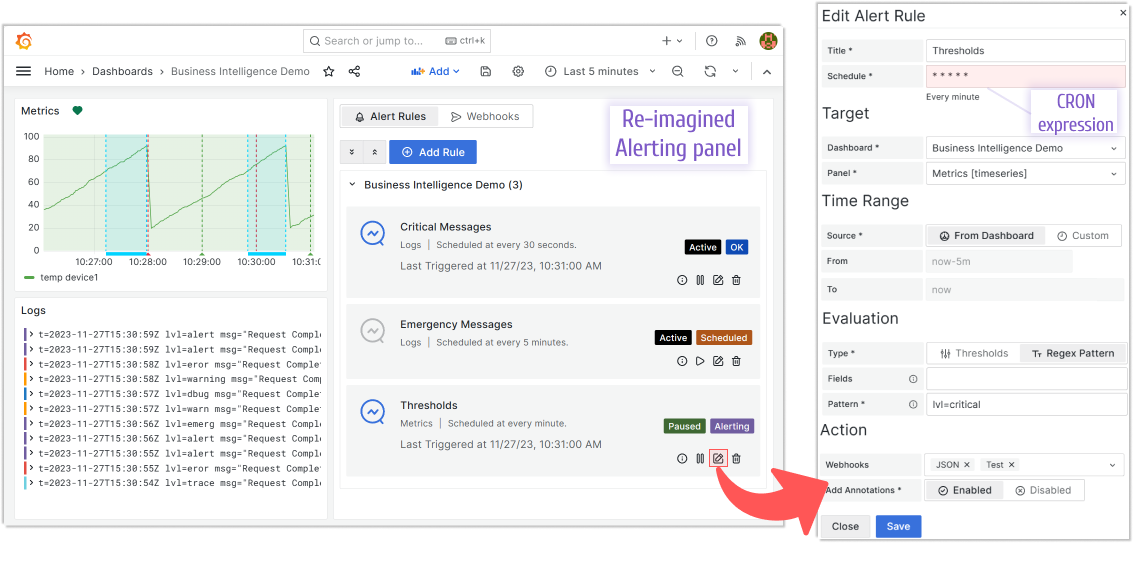 Search or jump to...
ctrl+k
Home > Dashboards > Business Intelligence Demo
Add
Last 5 minutes
Metrics
100
80
60
40
20
0
10:27:00
10:28:00
10:29:00
10:30:00
10:31:0
temp device1
Logs
t=2023-11-27T15:30:59Z lvl=alert msg="Request Comple
t=2023-11-27T15:30:59Z lvl=alert msg="Request Comple
t=2023-11-27T15:30:58Z lvl=eror msg="Request Complet
t=2023-11-27T15:30:58Z lvl=warning msg="Request Comp
t=2023-11-27T15:30:57Z lvl=dbug msg="Request Complet
t=2023-11-27T15:30:57Z lvl=warn msg="Request Complet
t=2023-11-27T15:30:56Z lvl=emerg msg="Request Comple
t=2023-11-27T15:30:56Z lvl=alert msg="Request Comple
t=2023-11-27T15:30:55Z lvl=alert msg="Request Comple
t=2023-11-27T15:30:55Z lvl=eror msg="Request Complet
t=2023-11-27T15:30:54Z lvl=trace msg="Request Comple
Alert Rules
Webhooks
Add Rule
Re-imagined
Alerting panel
Business Intelligence Demo (3)
Critical Messages
Logs | Scheduled at every 30 seconds.
Last Triggered at 11/27/23, 10:31:00 AM
Active
OK
Emergency Messages
Logs | Scheduled at every 5 minutes.
Active
Scheduled
Thresholds
Metrics | Scheduled at every minute.
Last Triggered at 11/27/23, 10:31:00 AM
Paused
Alerting
Edit Alert Rule
Title *
Thresholds
Schedule *
* * * * *
Every minute
CRON
expression
Target
Dashboard *
Business Intelligence Demo
Panel *
Metrics [timeseries]
Time Range
Source *
From Dashboard
Custom
From
now-5m
To
now
Evaluation
Type *
Thresholds
Regex Pattern
Fields
Pattern *
lvl=critical
Action
Webhooks
JSON ×
Test ×
Add Annotations *
Enabled
Disabled
Close
Save